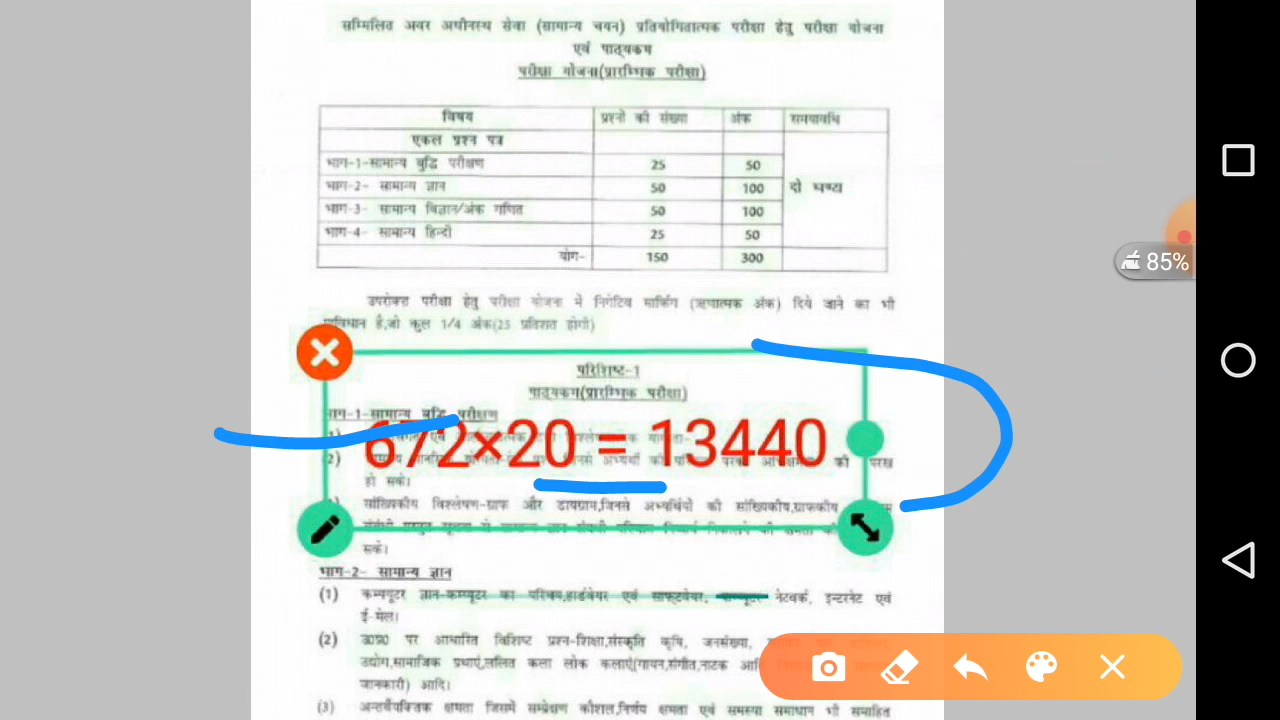 सम्मिलित अवर अधीनस्थ सेवा (सामान्य चयन) प्रतियोगितात्मक परीक्षा हेतु परीक्षा योजना
एवं पाठ्यक्रम
परीक्षा योजना(प्रारम्भिक परीक्षा)
विषय प्रश्नों की संख्या अंक समयावधि
एकल प्रश्न पत्र
भाग-1-सामान्य बुद्धि परीक्षण 25 50
भाग-2- सामान्य ज्ञान 50 100 दो घण्टा
भाग-3- सामान्य विज्ञान/अंक गणित 50 100
भाग-4- सामान्य हिन्दी 25 50
योग- 150 300
उपरोक्त परीक्षा हेतु परीक्षा योजना में निगेटिव मार्किंग (ऋणात्मक अंक) दिये जाने का भी
प्राविधान है,जो कुल 1/4 अंक(25 प्रतिशत होगी)
85%
परिशिष्ट-1
पाठ्यक्रम(प्रारम्भिक परीक्षा)
भाग-1-सामान्य बुद्धि परीक्षण
672×20 = 13440
2) की परख
हो सके।
सांख्यिकीय विश्लेषण-ग्राफ और डायग्राम,जिनसे अभ्यर्थियों की सांख्यिकीय,ग्राफ्कीय
सके।
भाग-2- सामान्य ज्ञान
(1) कम्प्यूटर ज्ञान-कम्प्यूटर का परिचय,हार्डवेयर एवं साफ्टवेयर, नेटवर्क, इन्टरनेट एवं
ई-मेल।
(2) उ0प्र0 पर आधारित विशिष्ट प्रश्न-शिक्षा,संस्कृति कृषि, जनसंख्या,
उद्योग,सामाजिक प्रथाएं,ललित कला लोक कलाएं(गायन,संगीत,नाटक
जानकारी) आदि।
(3) अन्तर्वैयक्तिक क्षमता जिसमें सम्प्रेक्षण कौशल,निर्णय क्षमता एवं समस्या समाधान भी समाहित